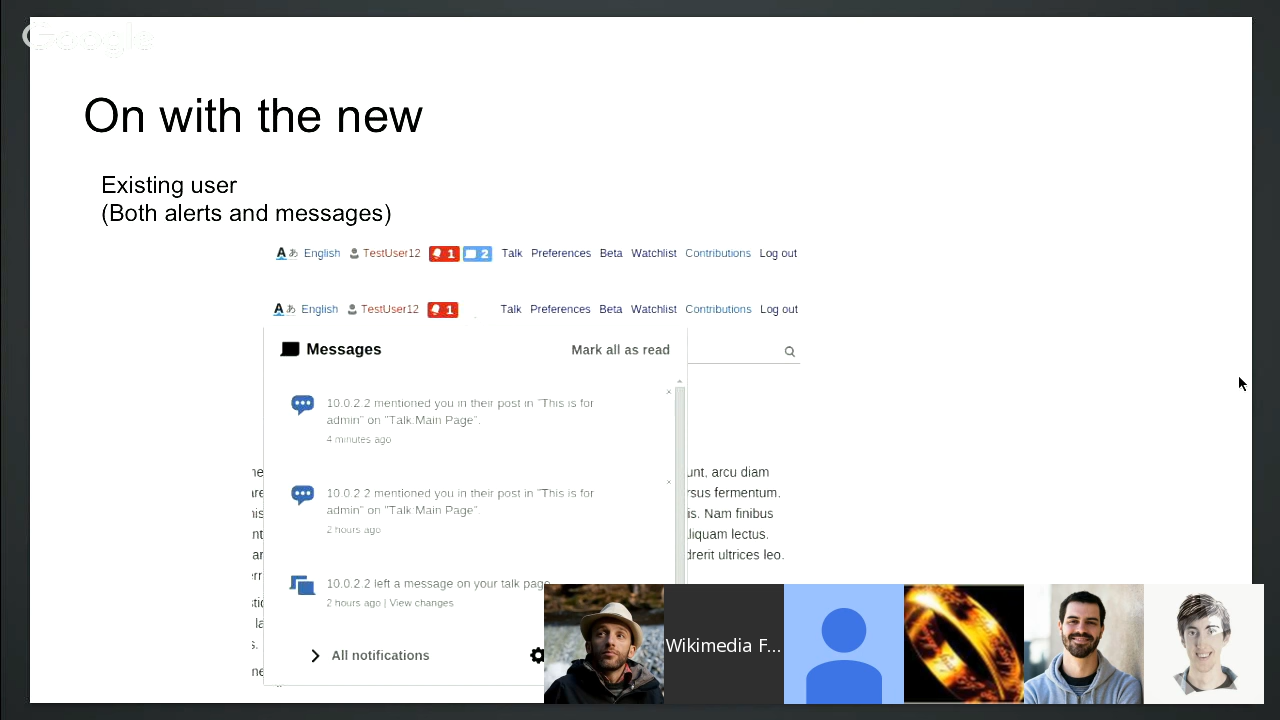 Google
On with the new
Existing user
(Both alerts and messages)
A あ English TestUser12 1 2 Talk Preferences Beta Watchlist Contributions Log out
A あ English TestUser12 1 Talk Preferences Beta Watchlist Contributions Log out
Messages Mark all as read
10.0.2.2 mentioned you in their post in "This is for
admin" on "Talk:Main Page".
4 minutes ago
10.0.2.2 mentioned you in their post in "This is for
admin" on "Talk:Main Page".
2 hours ago
10.0.2.2 left a message on your talk page
2 hours ago | View changes
All notifications
unt, arcu diam
rsus fermentum.
is. Nam finibus
liquam lectus.
drerit ultrices leo.
Wikimedia F...